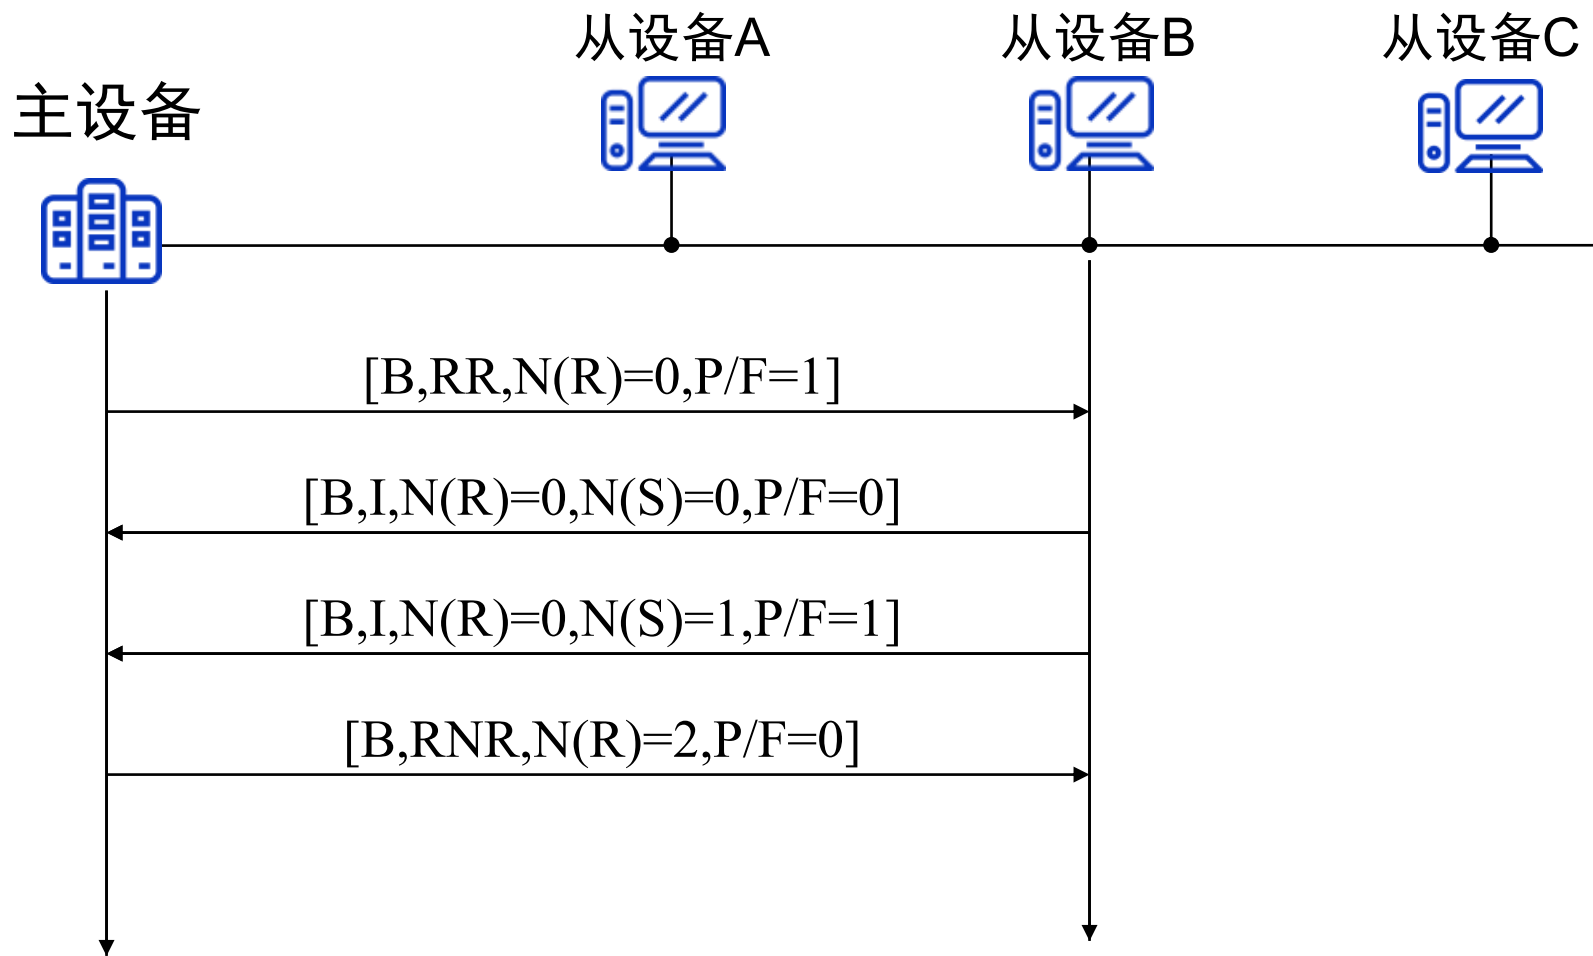 从设备A
从设备B
从设备C
主设备
[B,RR,N(R)=0,P/F=1]
[B,I,N(R)=0,N(S)=0,P/F=0]
[B,I,N(R)=0,N(S)=1,P/F=1]
[B,RNR,N(R)=2,P/F=0]